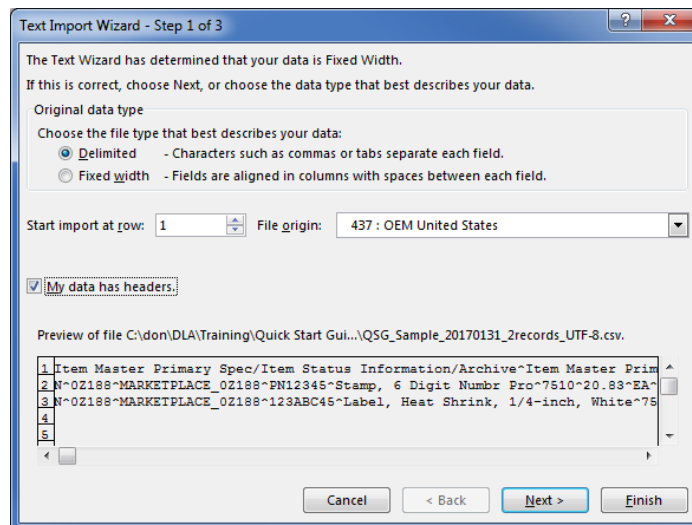 Text Import Wizard - Step 1 of 3
The Text Wizard has determined that your data is Fixed Width.
If this is correct, choose Next, or choose the data type that best describes your data.
Original data type
Choose the file type that best describes your data:
Delimited - Characters such as commas or tabs separate each field.
Fixed width - Fields are aligned in columns with spaces between each field.
Start import at row: 1 File origin: 437 : OEM United States
My data has headers.
Preview of file C:\don\DLA\Training\Quick Start Gui...\QSG_Sample_20170131_2records_UTF-8.csv.
1 Item Master Primary Spec/Item Status Information/Archive^Item Master Prim
2 N^0Z188^MARKETPLACE_0Z188^PN12345^Stamp, 6 Digit Numbr Pro^7510^20.83^EA^
3 N^0Z188^MARKETPLACE_0Z188^123ABC45^Label, Heat Shrink, 1/4-inch, White^75
4
5
Cancel < Back Next > Finish